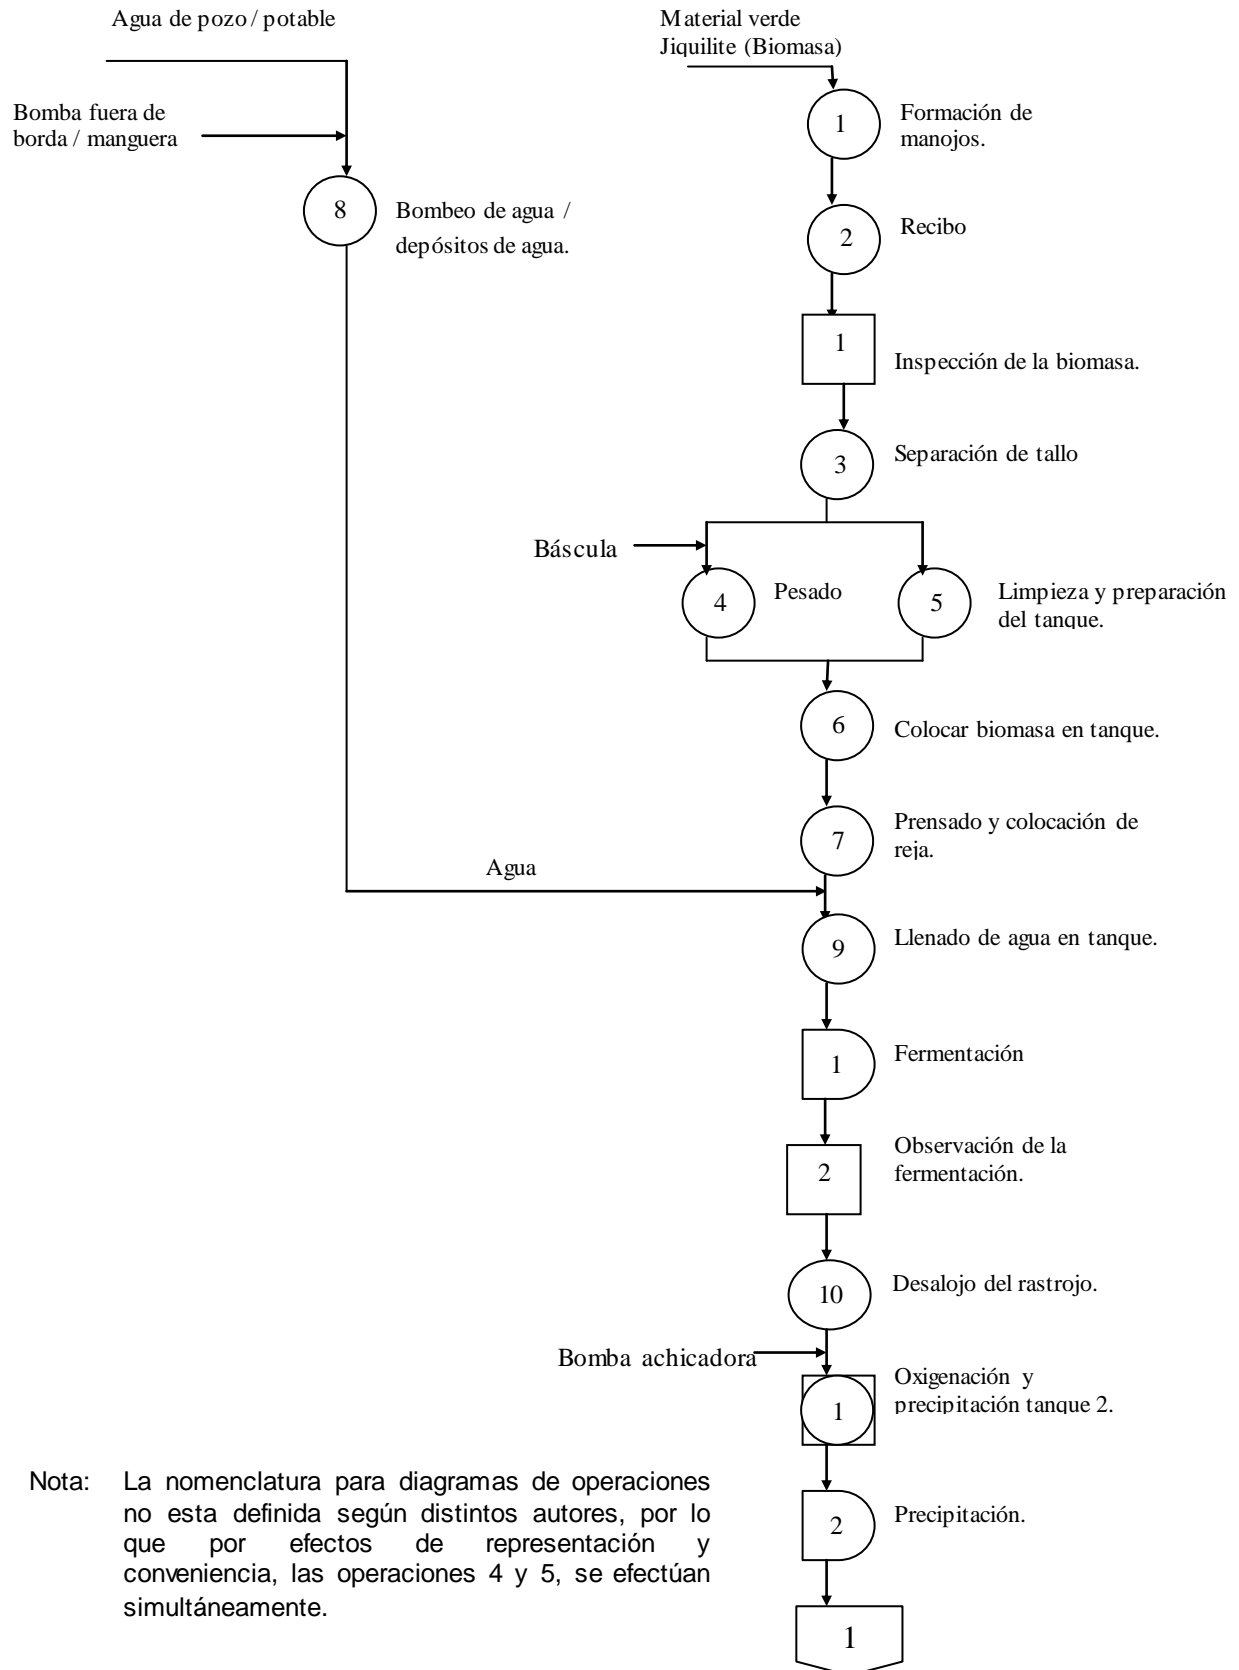 Agua de pozo / potable
Material verde
Jiquilite (Biomasa)
Bomba fuera de
borda / manguera
1
Formación de
manojos.
8
Bombeo de agua /
depósitos de agua.
2
Recibo
1
Inspección de la biomasa.
3
Separación de tallo
Báscula
4
Pesado
5
Limpieza y preparación
del tanque.
6
Colocar biomasa en tanque.
7
Prensado y colocación de
reja.
Agua
9
Llenado de agua en tanque.
1
Fermentación
2
Observación de la
fermentación.
10
Desalojo del rastrojo.
Bomba achicadora
1
Oxigenación y
precipitación tanque 2.
2
Precipitación.
1
Nota: La nomenclatura para diagramas de operaciones
no esta definida según distintos autores, por lo
que por efectos de representación y
conveniencia, las operaciones 4 y 5, se efectúan
simultáneamente.